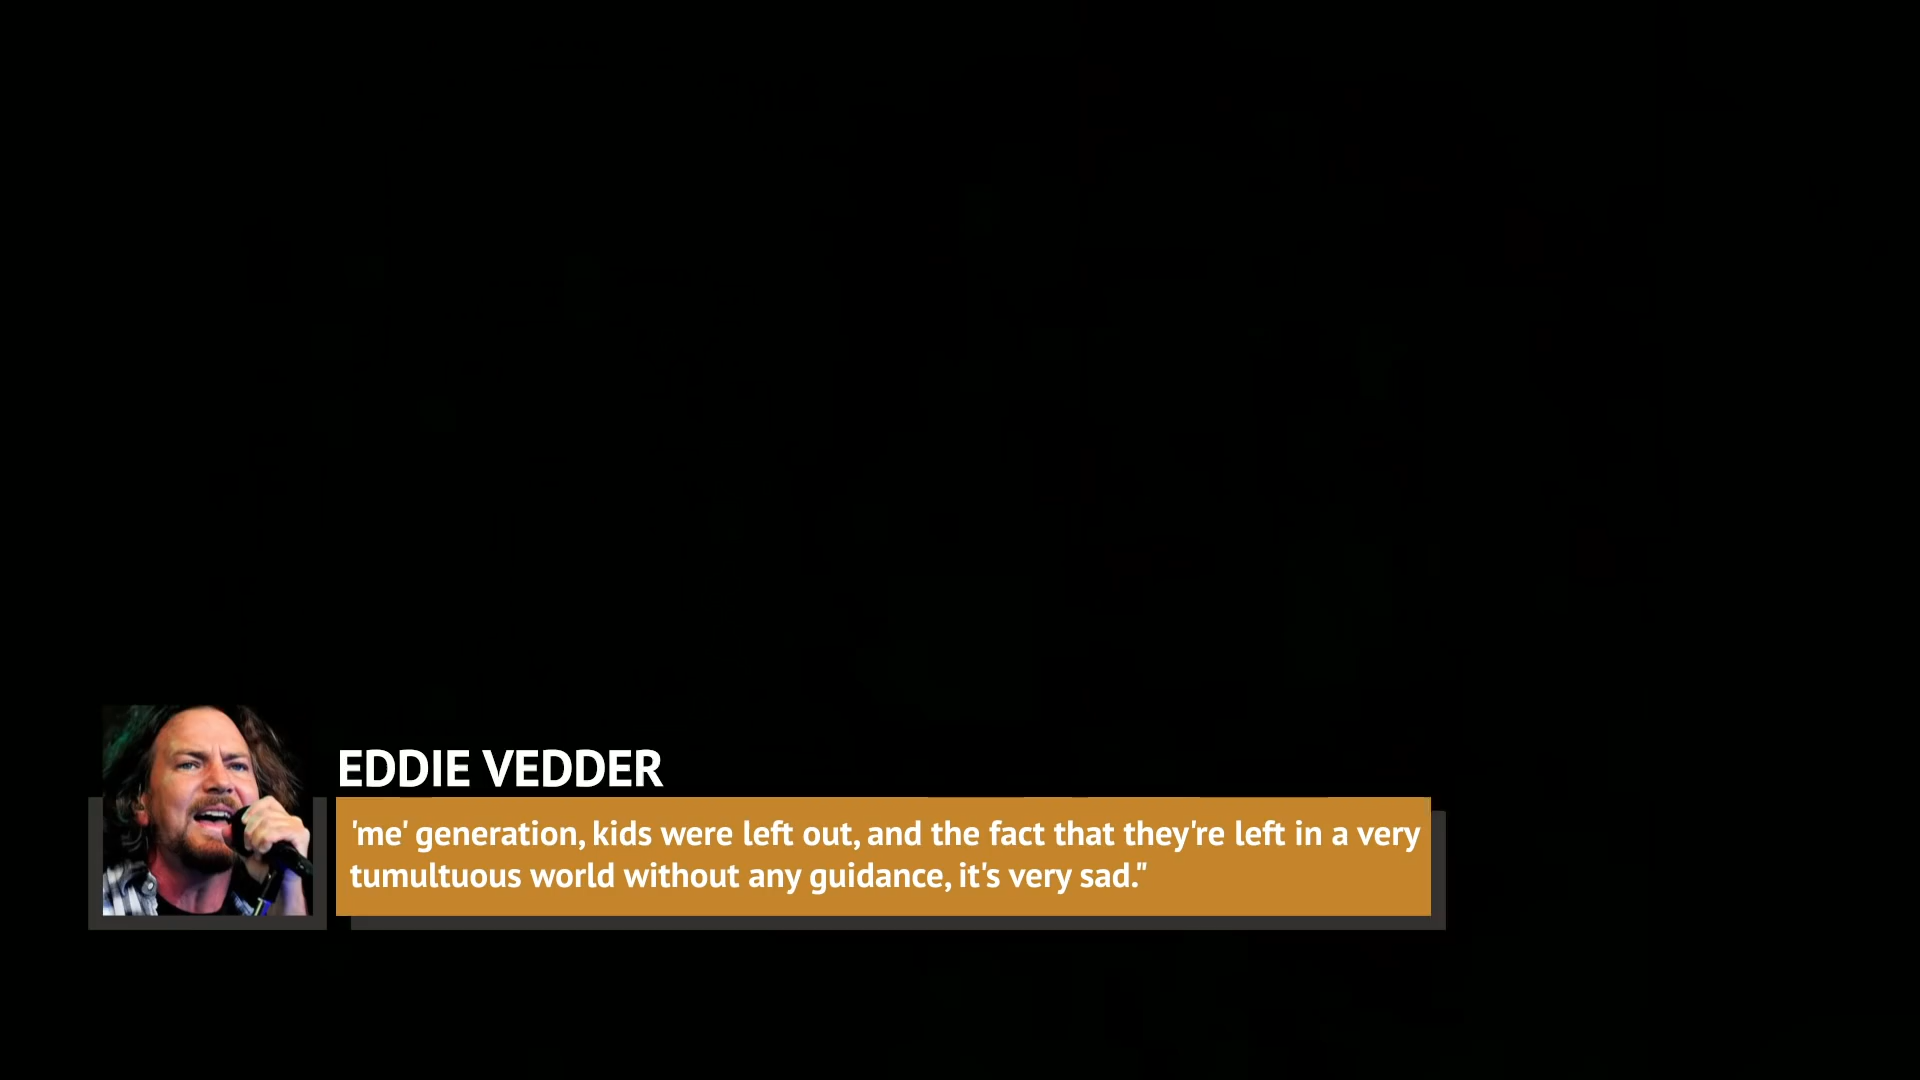 EDDIE VEDDER
'me' generation, kids were left out, and the fact that they're left in a very
tumultuous world without any guidance, it's very sad."